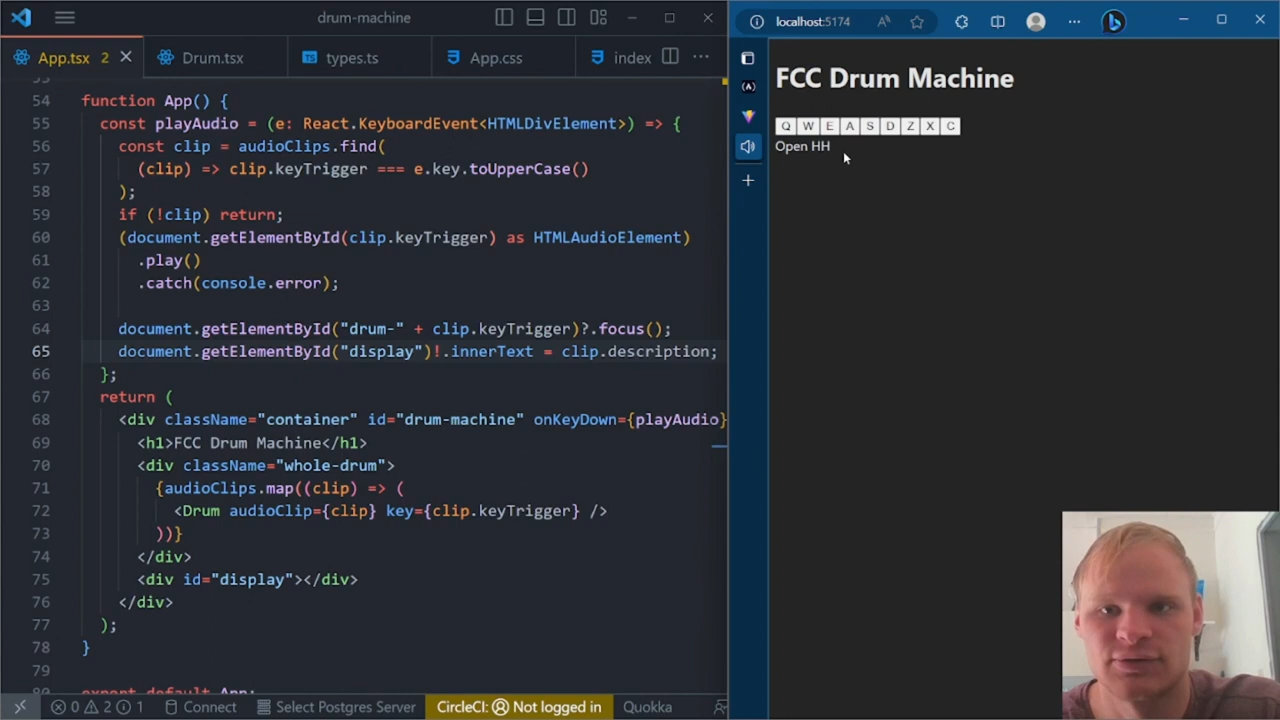 drum-machine
App.tsx 2
Drum.tsx
types.ts
App.css
index
54 function App() {
55 const playAudio = (e: React.KeyboardEvent<HTMLDivElement>) => {
56 const clip = audioClips.find(
57 (clip) => clip.keyTrigger === e.key.toUpperCase()
58 );
59 if (!clip) return;
60 (document.getElementById(clip.keyTrigger) as HTMLAudioElement)
61 .play()
62 .catch(console.error);
63
64 document.getElementById("drum-" + clip.keyTrigger)?.focus();
65 document.getElementById("display")!.innerText = clip.description;
66 };
67 return (
68 <div className="container" id="drum-machine" onKeyDown={playAudio}
69 <h1>FCC Drum Machine</h1>
70 <div className="whole-drum">
71 {audioClips.map((clip) => (
72 <Drum audioClip={clip} key={clip.keyTrigger} />
73 ))}
74 </div>
75 <div id="display"></div>
76 </div>
77 );
78 }
79
80 export default App;
0 2 1 Connect Select Postgres Server CircleCI: Not logged in Quokka
localhost:5174
FCC Drum Machine
Q W E A S D Z X C
Open HH